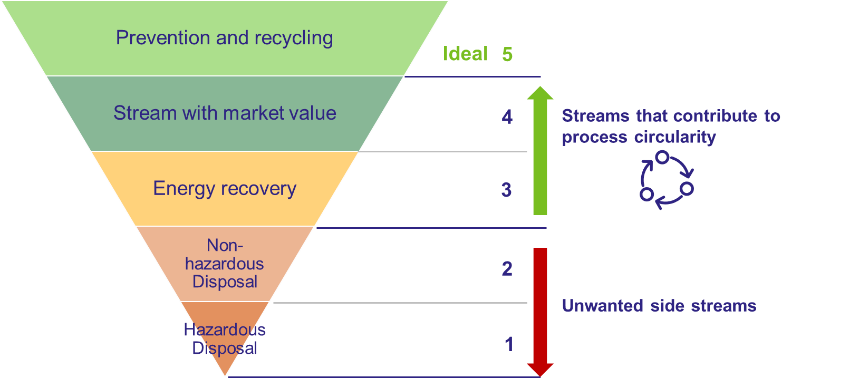 Prevention and recycling
Ideal 5
Stream with market value
4
Streams that contribute to
process circularity
Energy recovery
3
Non-
hazardous
Disposal
2
Unwanted side streams
Hazardous
Disposal
1